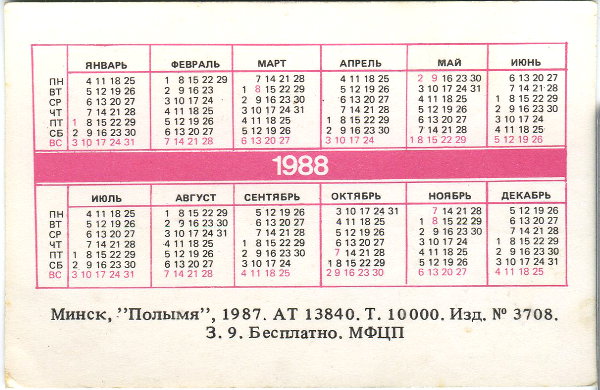 ЯНВАРЬ ФЕВРАЛЬ МАРТ АПРЕЛЬ МАЙ ИЮНЬ
ПН 4 11 18 25 1 8 15 22 29 7 14 21 28 4 11 18 25 2 9 16 23 30 6 13 20 27
ВТ 5 12 19 26 2 9 16 23 1 8 15 22 29 5 12 19 26 3 10 17 24 31 7 14 21 28
СР 6 13 20 27 3 10 17 24 2 9 16 23 30 6 13 20 27 4 11 18 25 1 8 15 22 29
ЧТ 7 14 21 28 4 11 18 25 3 10 17 24 31 7 14 21 28 5 12 19 26 2 9 16 23 30
ПТ 1 8 15 22 29 5 12 19 26 4 11 18 25 1 8 15 22 29 6 13 20 27 3 10 17 24
СБ 2 9 16 23 30 6 13 20 27 5 12 19 26 2 9 16 23 30 7 14 21 28 4 11 18 25
ВС 3 10 17 24 31 7 14 21 28 6 13 20 27 3 10 17 24 1 8 15 22 29 5 12 19 26
1988
ИЮЛЬ АВГУСТ СЕНТЯБРЬ ОКТЯБРЬ НОЯБРЬ ДЕКАБРЬ
ПН 4 11 18 25 1 8 15 22 29 5 12 19 26 3 10 17 24 31 7 14 21 28 5 12 19 26
ВТ 5 12 19 26 2 9 16 23 30 6 13 20 27 4 11 18 25 1 8 15 22 29 6 13 20 27
СР 6 13 20 27 3 10 17 24 31 7 14 21 28 5 12 19 26 2 9 16 23 30 7 14 21 28
ЧТ 7 14 21 28 4 11 18 25 1 8 15 22 29 6 13 20 27 3 10 17 24 1 8 15 22 29
ПТ 1 8 15 22 29 5 12 19 26 2 9 16 23 30 7 14 21 28 4 11 18 25 2 9 16 23 30
СБ 2 9 16 23 30 6 13 20 27 3 10 17 24 1 8 15 22 29 5 12 19 26 3 10 17 24 31
ВС 3 10 17 24 31 7 14 21 28 4 11 18 25 2 9 16 23 30 6 13 20 27 4 11 18 25
Минск, "Полымя", 1987. АТ 13840. Т. 10000. Изд. № 3708.
З. 9. Бесплатно. МФЦП